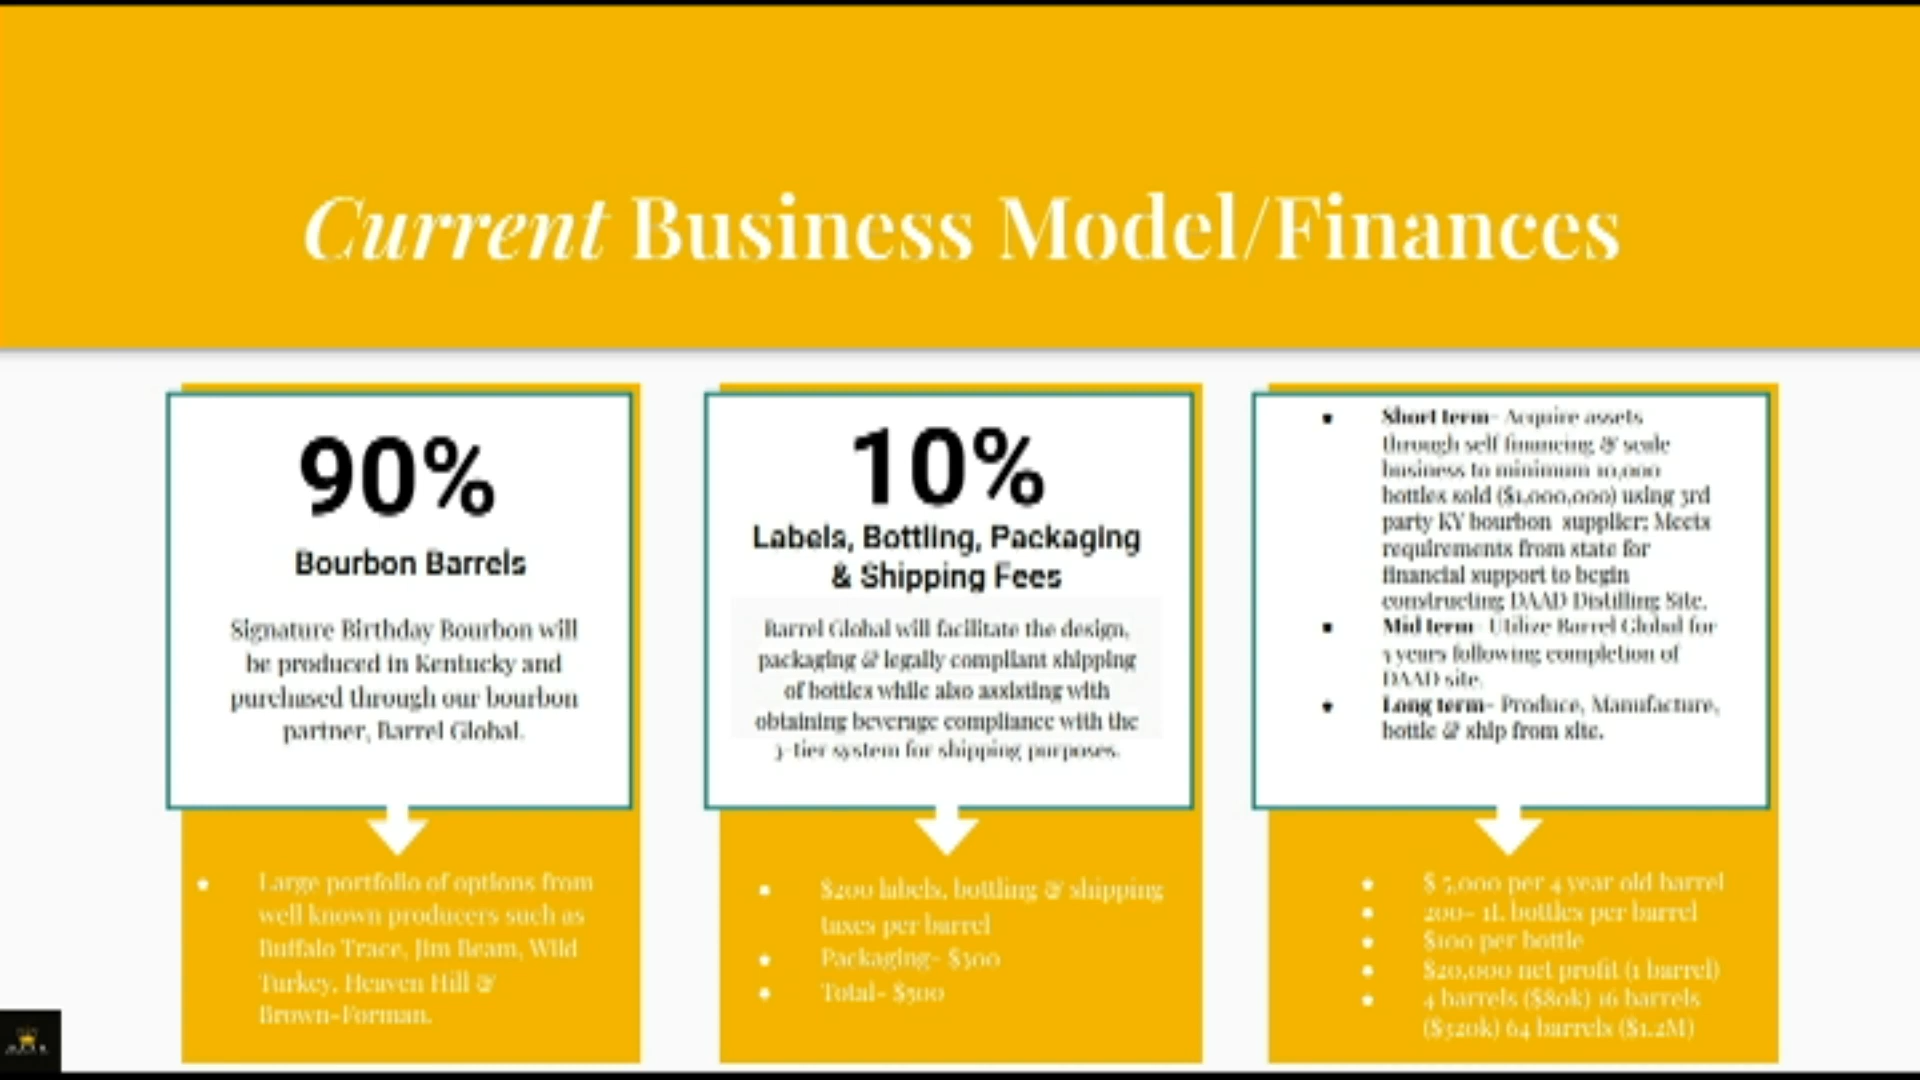 Current Business Model/Finances
90%
Bourbon Barrels
Signature Birthday Bourbon will
be produced in Kentucky and
purchased through our bourbon
partner, Barrel Global.
Large portfolio of options from
well known producers such as
Buffalo Trace, Jim Beam, Wild
Turkey, Heaven Hill &
Brown-Forman.
10%
Labels, Bottling, Packaging
& Shipping Fees
Barrel Global will facilitate the design,
packaging & legally compliant shipping
of bottles while also assisting with
obtaining beverage compliance with the
3-tier system for shipping purposes.
$200 labels, bottling & shipping
taxes per barrel
Packaging- $300
Total- $500
Short term- Acquire assets
through self financing & scale
business to minimum 10,000
bottles sold ($1,000,000) using 3rd
party KY bourbon supplier; Meets
requirements from state for
financial support to begin
constructing DAAD Distilling Site.
Mid term- Utilize Barrel Global for
years following completion of
DAAD site.
Long term- Produce, Manufacture,
bottle & ship from site.
per 4 year old barrel
200- 1L bottles per barrel
$100 per bottle
$20,000 net profit (1 barrel)
4 barrels ($80k) 16 barrels
($320k) 64 barrels ($1.2M)